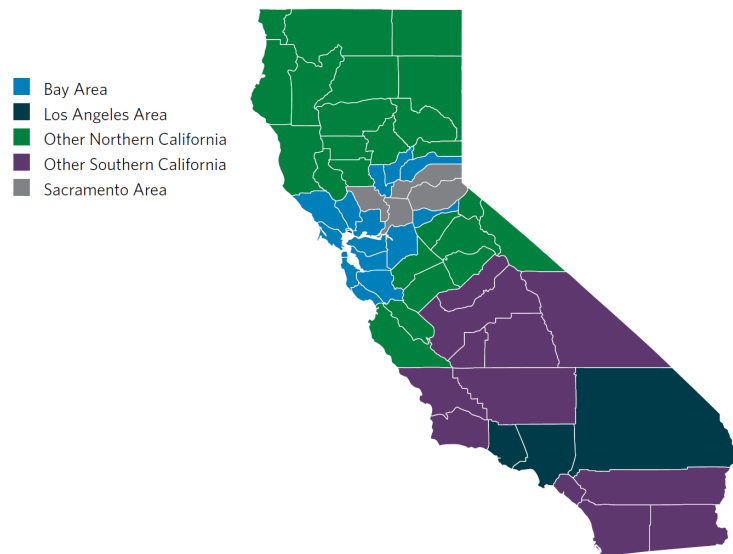 Bay Area
Los Angeles Area
Other Northern California
Other Southern California
Sacramento Area